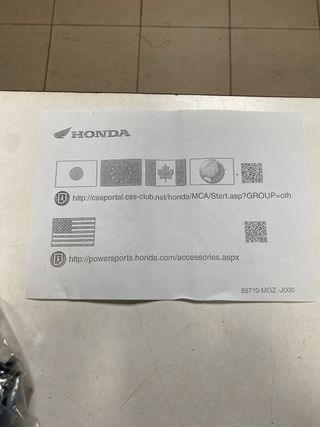 HONDA
http://cssportal.css-club.net/honda/MCA/Start.asp?GROUP=oth
http://powersports.honda.com/accessories.aspx
88710-MGZ -J000